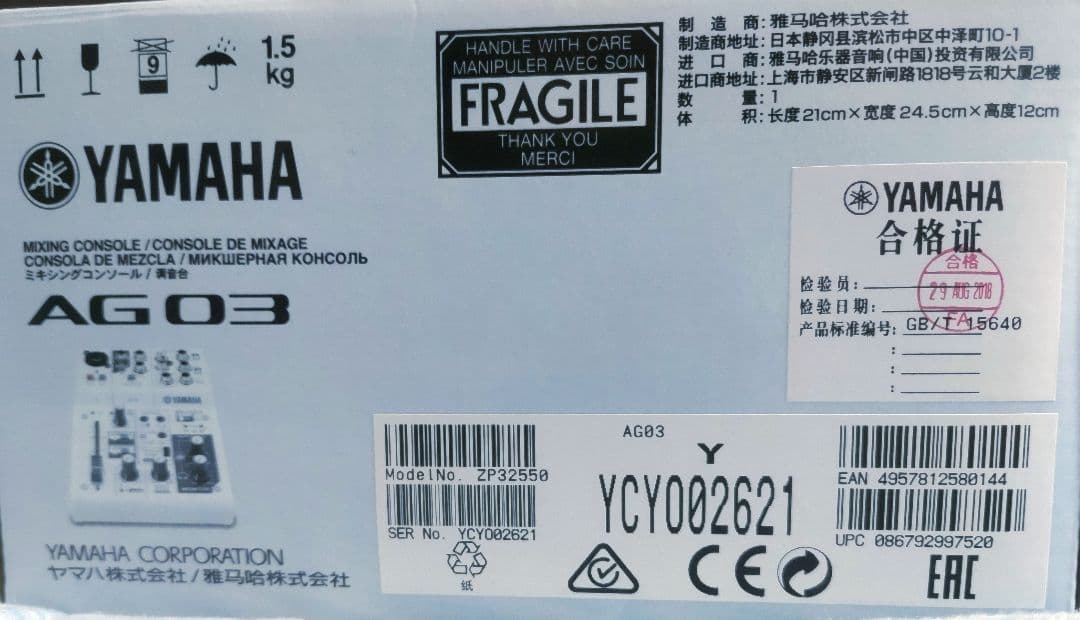 9
1.5
kg
HANDLE WITH CARE
MANIPULER AVEC SOIN
FRAGILE
THANK YOU
MERCI
制造商：雅马哈株式会社
制造商地址：日本静冈县滨松市中区中泽町10-1
进口商：雅马哈乐器音响(中国)投资有限公司
进口商地址：上海市静安区新闸路1818号云和大厦2楼
数量：1
体积：长度21cm×宽度24.5cm×高度12cm
YAMAHA
MIXING CONSOLE / CONSOLE DE MIXAGE
CONSOLA DE MEZCLA / МИКШЕРНАЯ КОНСОЛЬ
ミキシングコンソール / 调音台
AG03
YAMAHA
YAMAHA CORPORATION
ヤマハ株式会社 / 雅马哈株式会社
YAMAHA
合格证
合格
检验员：
29 AUG 2018
检验日期：
FA
产品标准编号：GB/T 15640
:
:
:
AG03
Y
YCY002621
Model No. ZP32550
SER No. YCY002621
纸
CE
EAN 4957812580144
UPC 086792997520
EAC